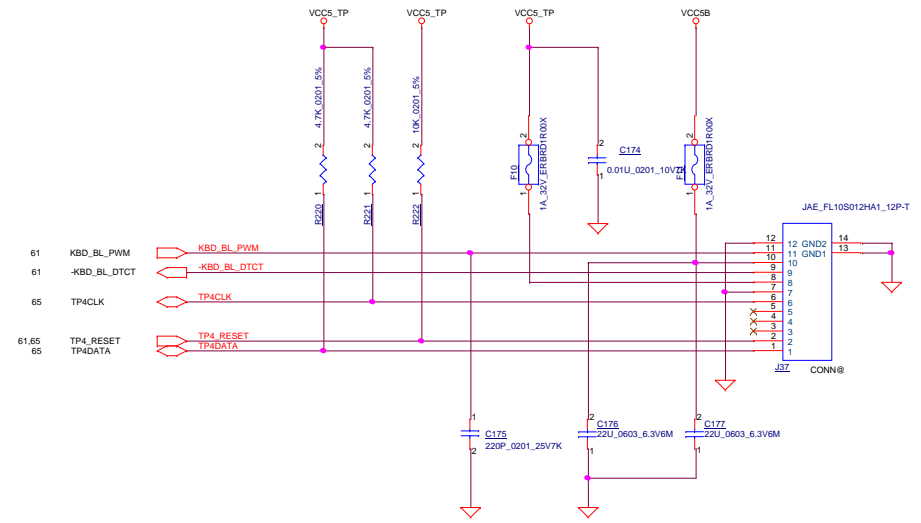 VCC5_TP
VCC5_TP
VCC5_TP
VCC5B
4.7K_0201_5%
4.7K_0201_5%
10K_0201_5%
2
2
2
1
1
1
R220
R221
R222
2
F10
1
1A_32V_ERBRD1R00X
2
C174
0.01U_0201_10V7K
1
2
1
1A_32V_ERBRD1R00X
JAE_FL10S012HA1_12P-T
61 KBD_BL_PWM KBD_BL_PWM
61 -KBD_BL_DTCT -KBD_BL_DTCT
65 TP4CLK TP4CLK
61,65 TP4_RESET TP4_RESET
65 TP4DATA TP4DATA
12 12 GND2 14
11 11 GND1 13
10 10
9 9
8 8
7 7
6 6
5 5
4 4
3 3
2 2
1 1
J37 CONN@
1
C175
220P_0201_25V7K
2
2
C176
22U_0603_6.3V6M
1
2
C177
22U_0603_6.3V6M
1